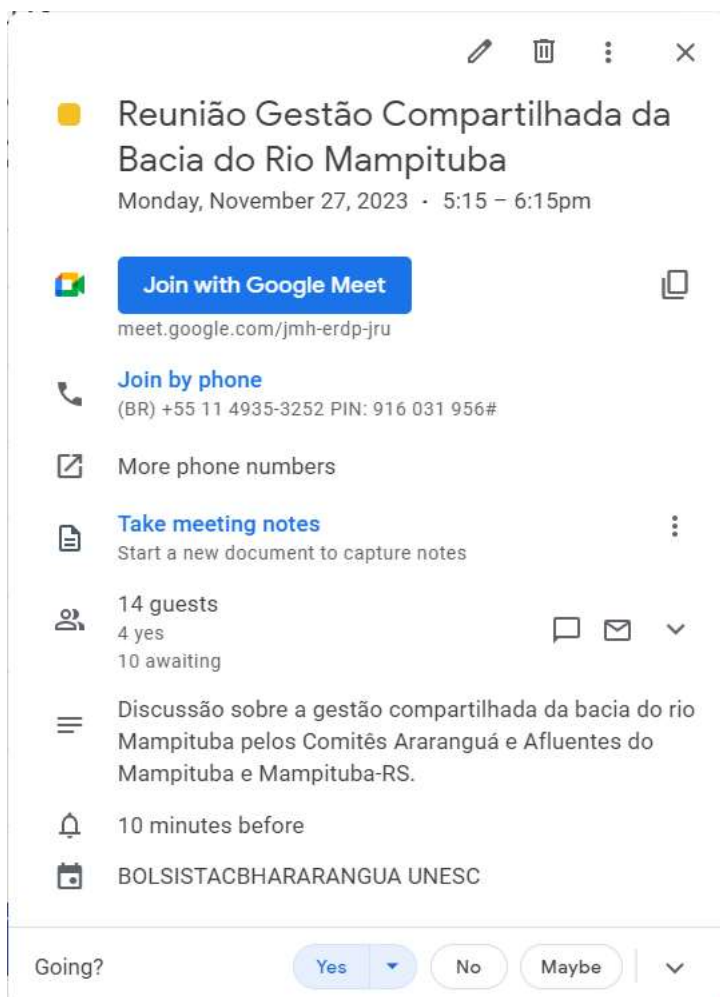 Reunião Gestão Compartilhada da
Bacia do Rio Mampituba
Monday, November 27, 2023 · 5:15 – 6:15pm
Join with Google Meet
meet.google.com/jmh-erdp-jru
Join by phone
(BR) +55 11 4935-3252 PIN: 916 031 956#
More phone numbers
Take meeting notes
Start a new document to capture notes
14 guests
4 yes
10 awaiting
Discussão sobre a gestão compartilhada da bacia do rio
Mampituba pelos Comitês Araranguá e Afluentes do
Mampituba e Mampituba-RS.
10 minutes before
BOLSISTACBHARARANGUA UNESC
Going? Yes No Maybe